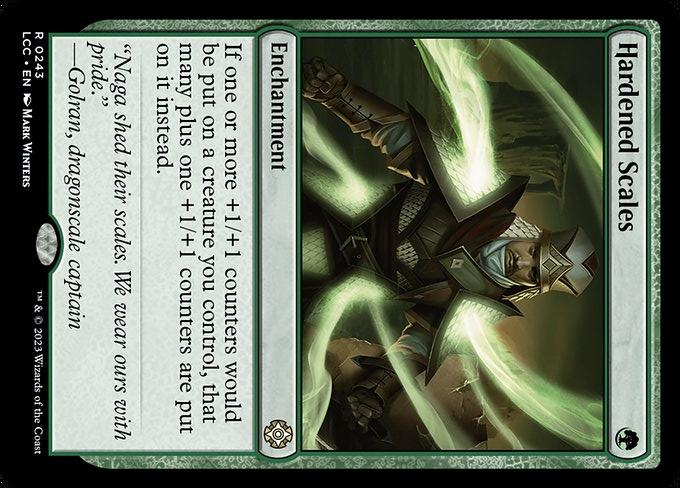 Hardened Scales
Enchantment
If one or more +1/+1 counters would
be put on a creature you control, that
many plus one +1/+1 counters are put
on it instead.
“Naga shed their scales. We wear ours with
pride.”
—Golran, dragonscale captain
R 0243
LCC • EN Mark Winters
™ & © 2023 Wizards of the Coast